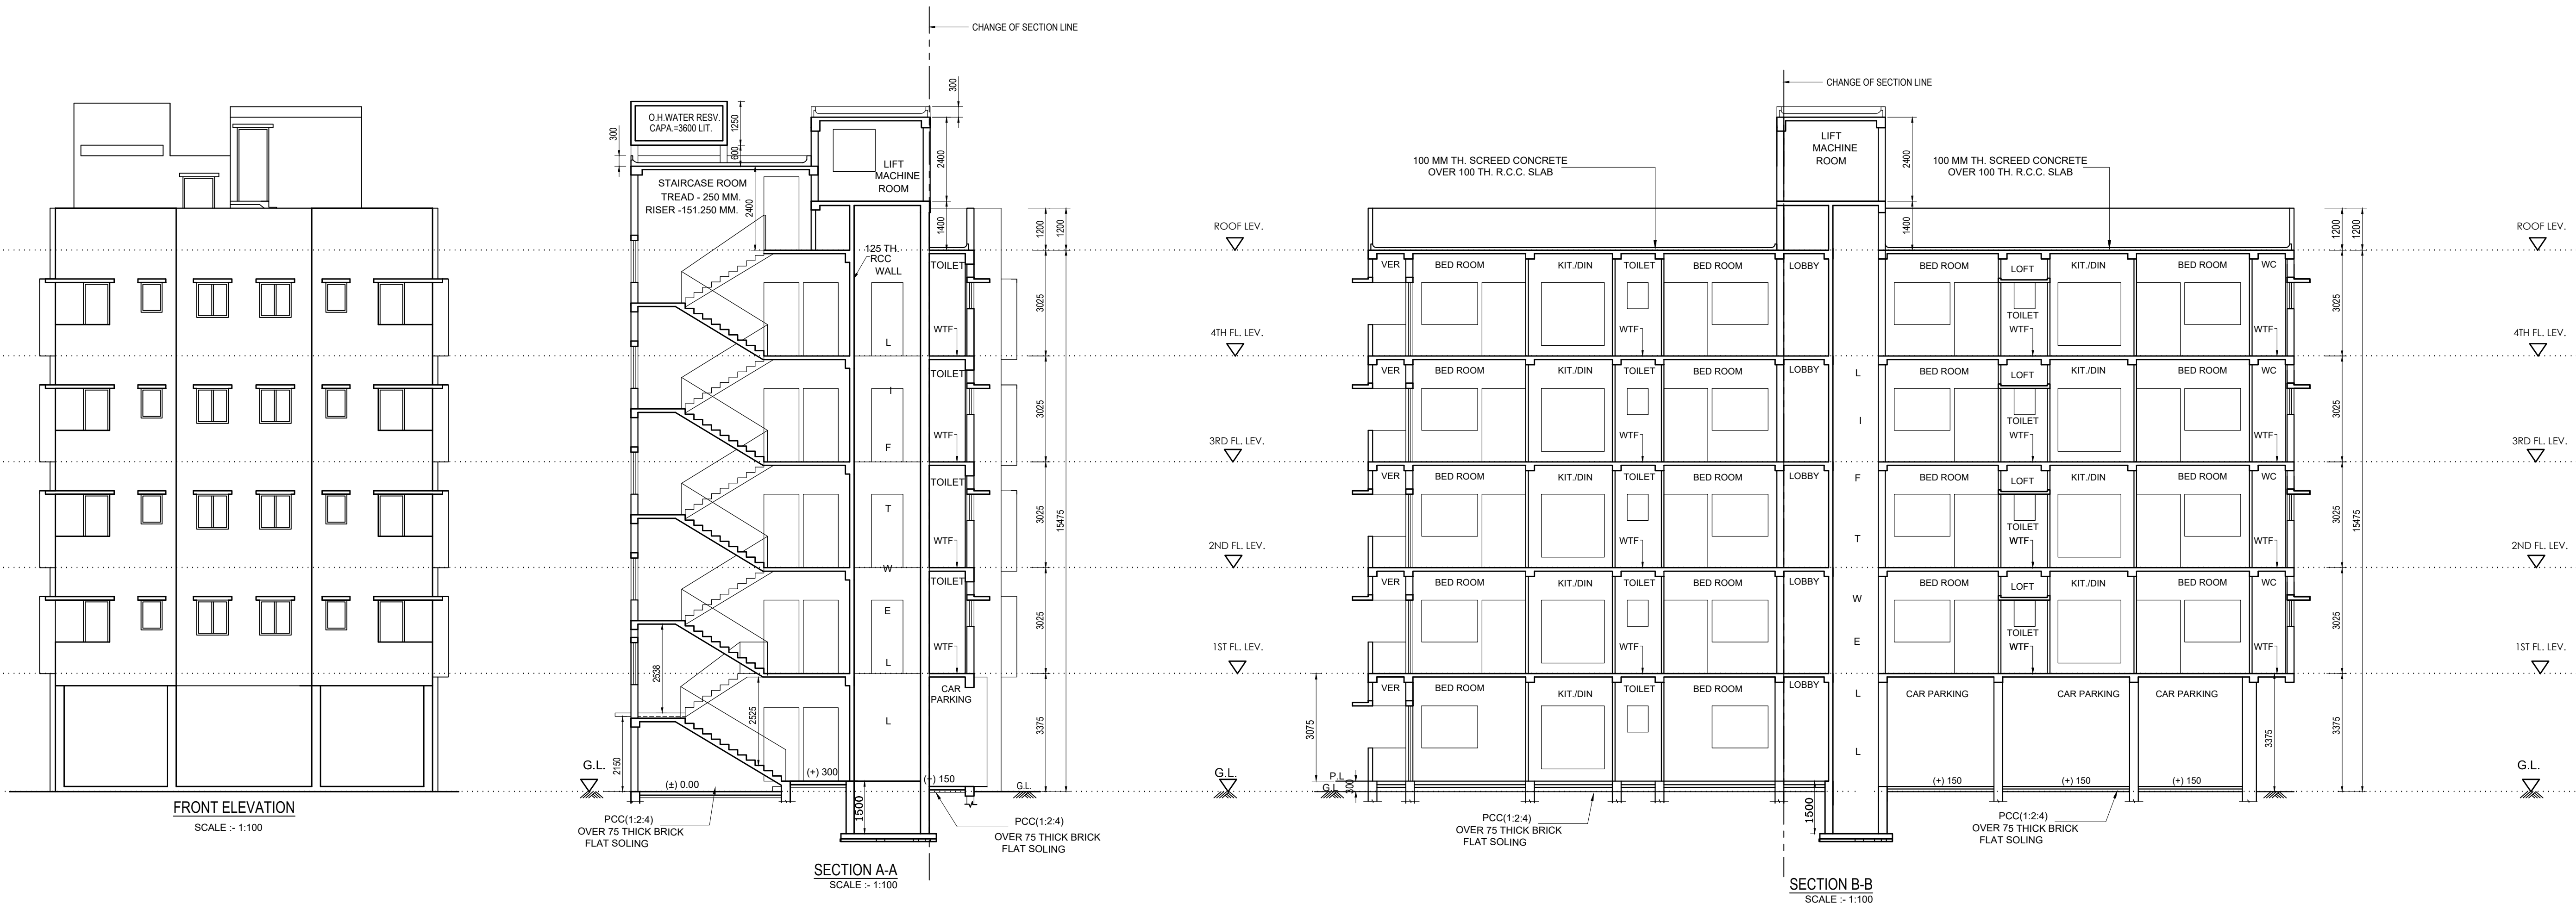 FRONT ELEVATION
SCALE :- 1:100
CHANGE OF SECTION LINE
O.H.WATER RESV.
CAPA.=3600 LIT.
300
1250
600
300
2400
1400
LIFT
MACHINE
ROOM
STAIRCASE ROOM
TREAD - 250 MM.
RISER -151.250 MM.
2400
125 TH.
RCC
WALL
1200
1200
TOILET
WTF
TOILET
WTF
TOILET
WTF
TOILET
WTF
L
I
F
T
W
E
L
L
3025
3025
3025
3025
15475
3375
CAR
PARKING
2538
2525
2150
G.L.
(±) 0.00
(+) 300
(+) 150
G.L.
1500
PCC(1:2:4)
OVER 75 THICK BRICK
FLAT SOLING
PCC(1:2:4)
OVER 75 THICK BRICK
FLAT SOLING
SECTION A-A
SCALE :- 1:100
ROOF LEV.
4TH FL. LEV.
3RD FL. LEV.
2ND FL. LEV.
1ST FL. LEV.
G.L.
CHANGE OF SECTION LINE
LIFT
MACHINE
ROOM
2400
1400
100 MM TH. SCREED CONCRETE
OVER 100 TH. R.C.C. SLAB
100 MM TH. SCREED CONCRETE
OVER 100 TH. R.C.C. SLAB
1200
1200
VER BED ROOM KIT./DIN TOILET BED ROOM LOBBY BED ROOM LOFT KIT./DIN BED ROOM WC
TOILET
WTF WTF WTF
VER BED ROOM KIT./DIN TOILET BED ROOM LOBBY BED ROOM LOFT KIT./DIN BED ROOM WC
TOILET
WTF WTF WTF
VER BED ROOM KIT./DIN TOILET BED ROOM LOBBY BED ROOM LOFT KIT./DIN BED ROOM WC
TOILET
WTF WTF WTF
VER BED ROOM KIT./DIN TOILET BED ROOM LOBBY BED ROOM LOFT KIT./DIN BED ROOM WC
TOILET
WTF WTF WTF
VER BED ROOM KIT./DIN TOILET BED ROOM LOBBY CAR PARKING CAR PARKING CAR PARKING
L
I
F
T
W
E
L
L
3025
3025
3025
3025
15475
3375
3375
3075
P.L
300
G.L
(+) 150
(+) 150
(+) 150
1500
PCC(1:2:4)
OVER 75 THICK BRICK
FLAT SOLING
PCC(1:2:4)
OVER 75 THICK BRICK
FLAT SOLING
SECTION B-B
SCALE :- 1:100
ROOF LEV.
4TH FL. LEV.
3RD FL. LEV.
2ND FL. LEV.
1ST FL. LEV.
G.L.